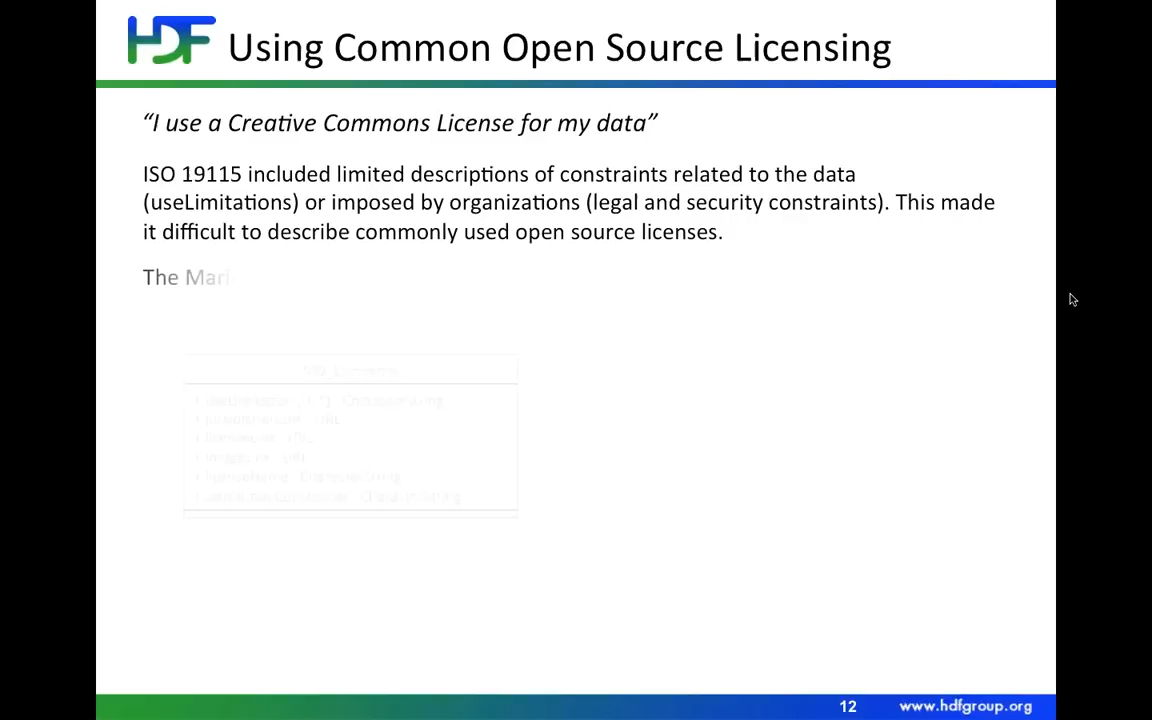 HDF Using Common Open Source Licensing
“I use a Creative Commons License for my data”
ISO 19115 included limited descriptions of constraints related to the data
(useLimitations) or imposed by organizations (legal and security constraints). This made
it difficult to describe commonly used open source licenses.
The Mari
12 www.hdfgroup.org